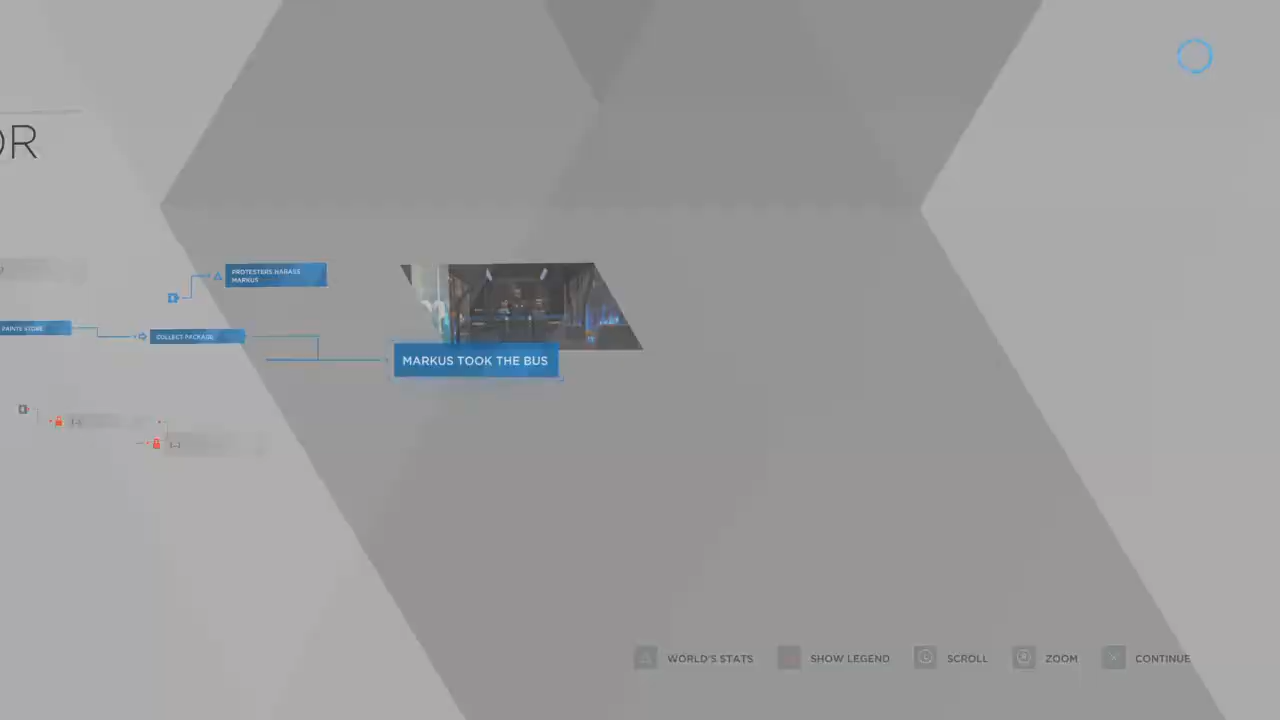 OR
PROTESTERS HARASS
MARKUS
PAINTS STORE
COLLECT PACKAGE
MARKUS TOOK THE BUS
WORLD'S STATS
SHOW LEGEND
SCROLL
ZOOM
CONTINUE